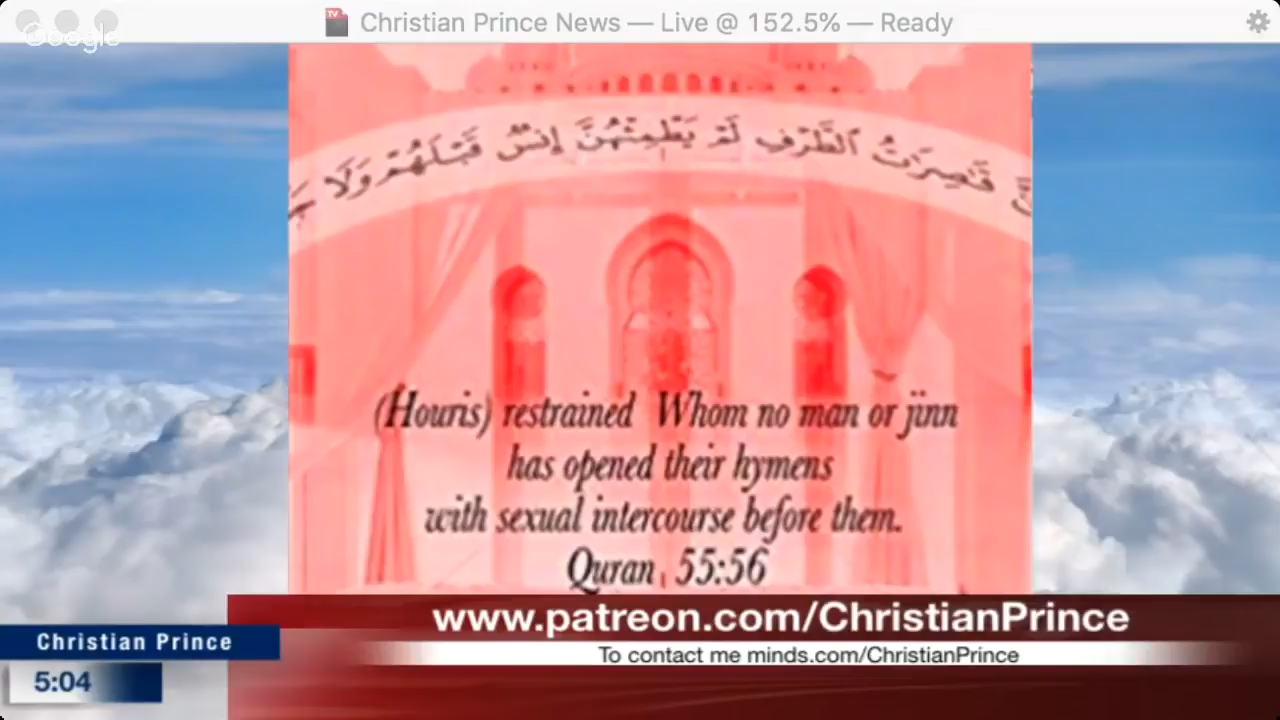 Google
Christian Prince News — Live @ 152.5% — Ready
قَٰصِرَٰتُ ٱلطَّرْفِ لَمْ يَطْمِثْهُنَّ إِنسٌ قَبْلَهُمْ وَلَا
(Houris) restrained Whom no man or jinn
has opened their hymens
with sexual intercourse before them.
Quran 55:56
www.patreon.com/ChristianPrince
To contact me minds.com/ChristianPrince
Christian Prince
5:04